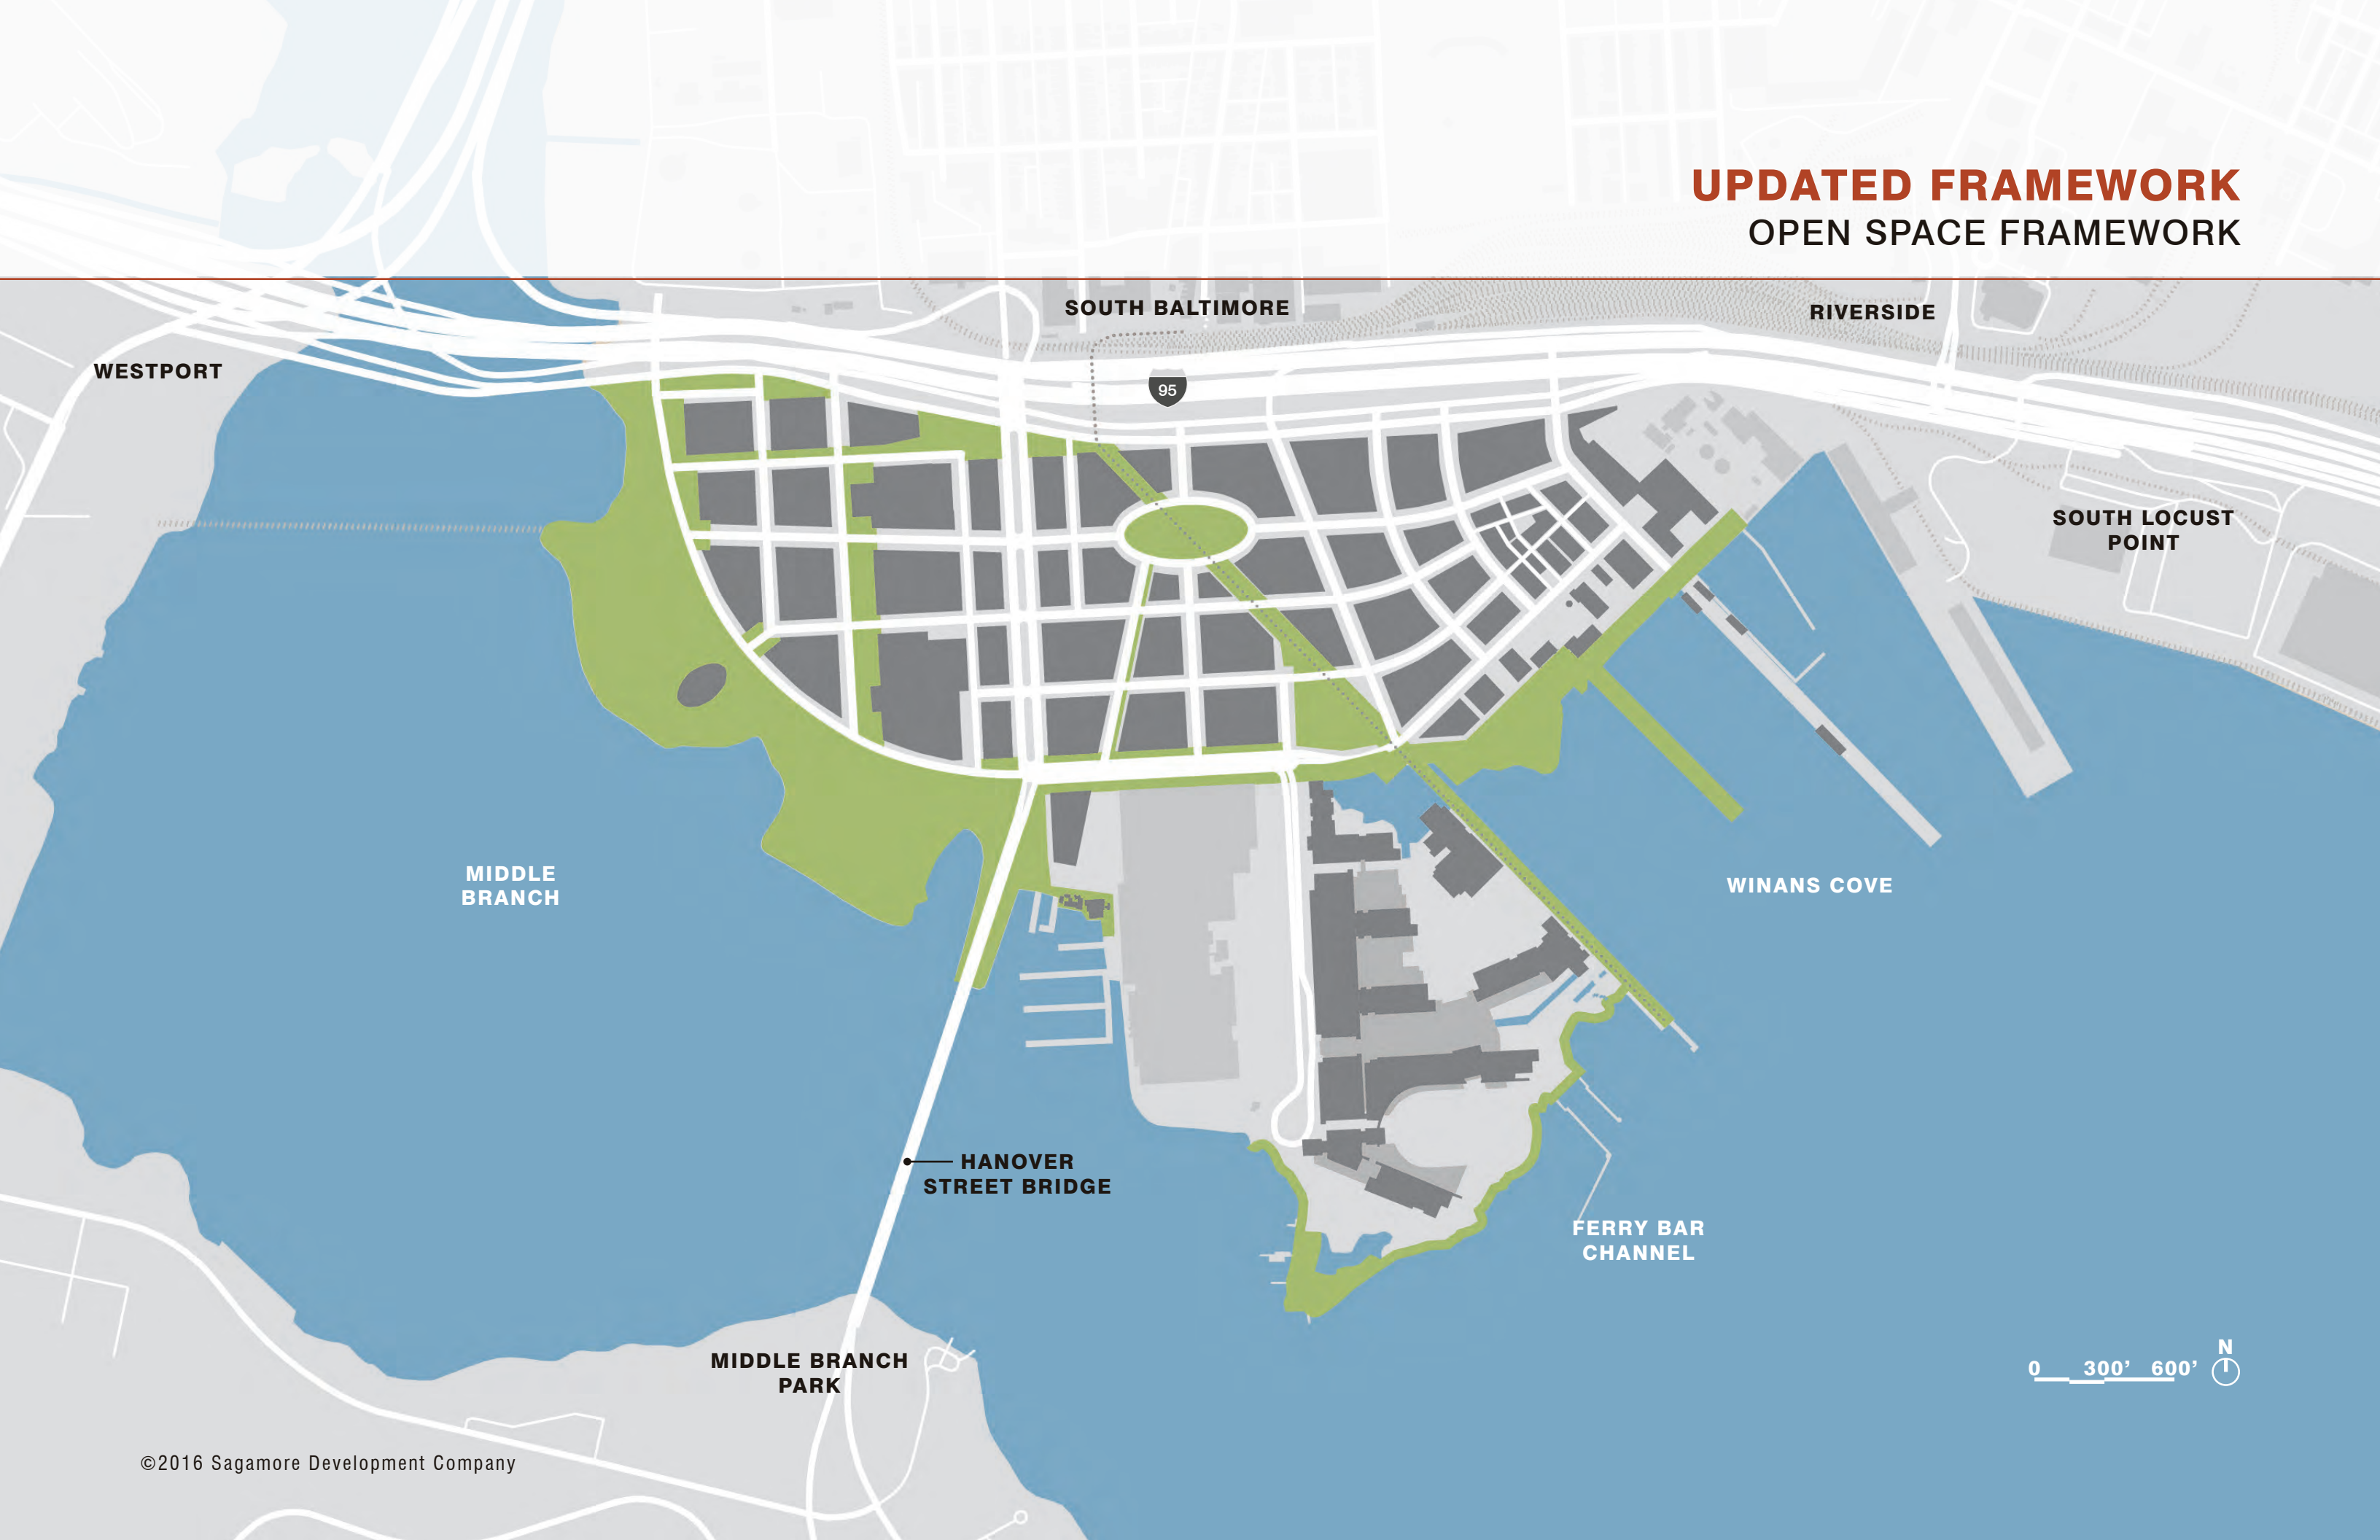 UPDATED FRAMEWORK
OPEN SPACE FRAMEWORK
SOUTH BALTIMORE
RIVERSIDE
WESTPORT
95
SOUTH LOCUST
POINT
MIDDLE
BRANCH
WINANS COVE
HANOVER
STREET BRIDGE
FERRY BAR
CHANNEL
MIDDLE BRANCH
PARK
N
0 300’ 600’
©2016 Sagamore Development Company